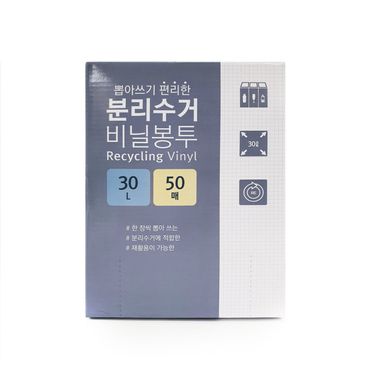 뽑아쓰기 편리한
분리수거
비닐봉투
Recycling Vinyl
30
L
50
매
# 한 장씩 뽑아 쓰는
# 분리수거에 적합한
# 재활용이 가능한
30ℓ